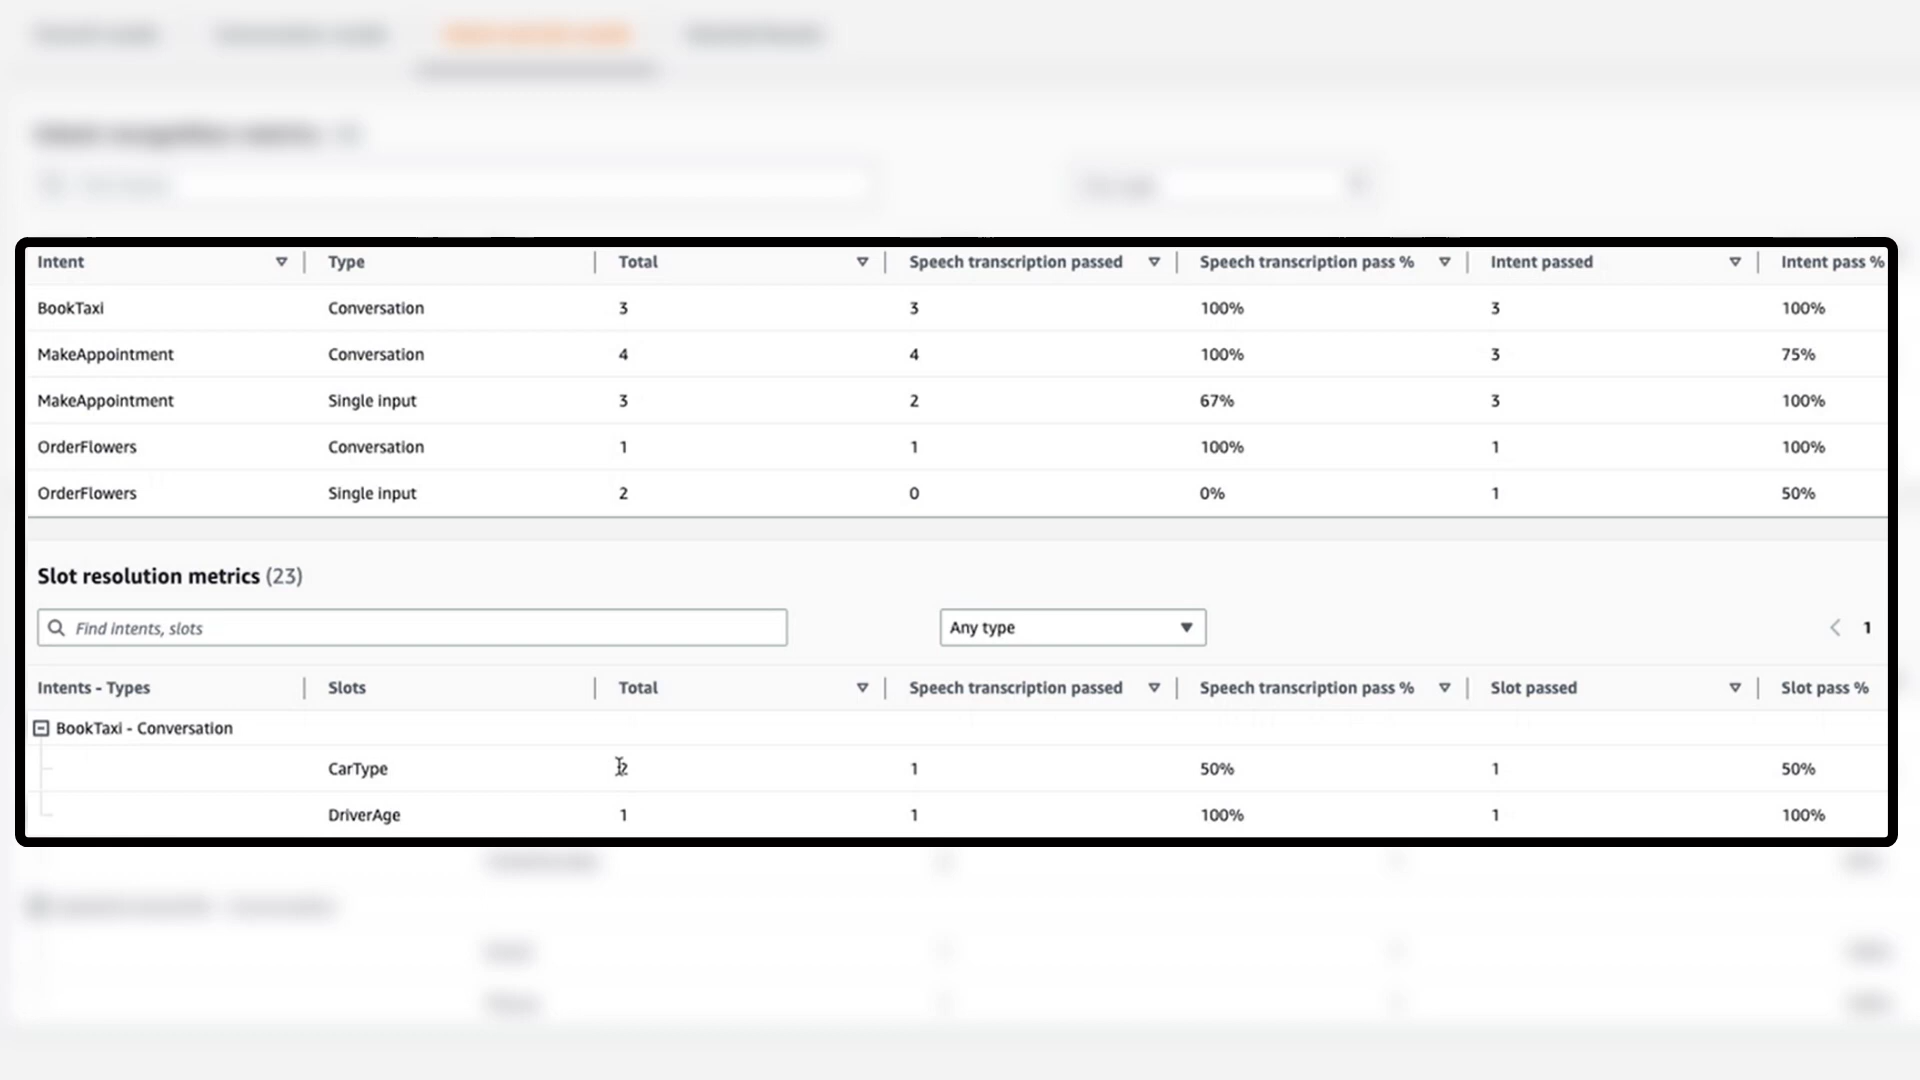 Intent Type Total Speech transcription passed Speech transcription pass % Intent passed Intent pass %
BookTaxi Conversation 3 3 100% 3 100%
MakeAppointment Conversation 4 4 100% 3 75%
MakeAppointment Single input 3 2 67% 3 100%
OrderFlowers Conversation 1 1 100% 1 100%
OrderFlowers Single input 2 0 0% 1 50%
Slot resolution metrics (23)
Find intents, slots Any type 1
Intents - Types Slots Total Speech transcription passed Speech transcription pass % Slot passed Slot pass %
BookTaxi - Conversation
CarType 2 1 50% 1 50%
DriverAge 1 1 100% 1 100%